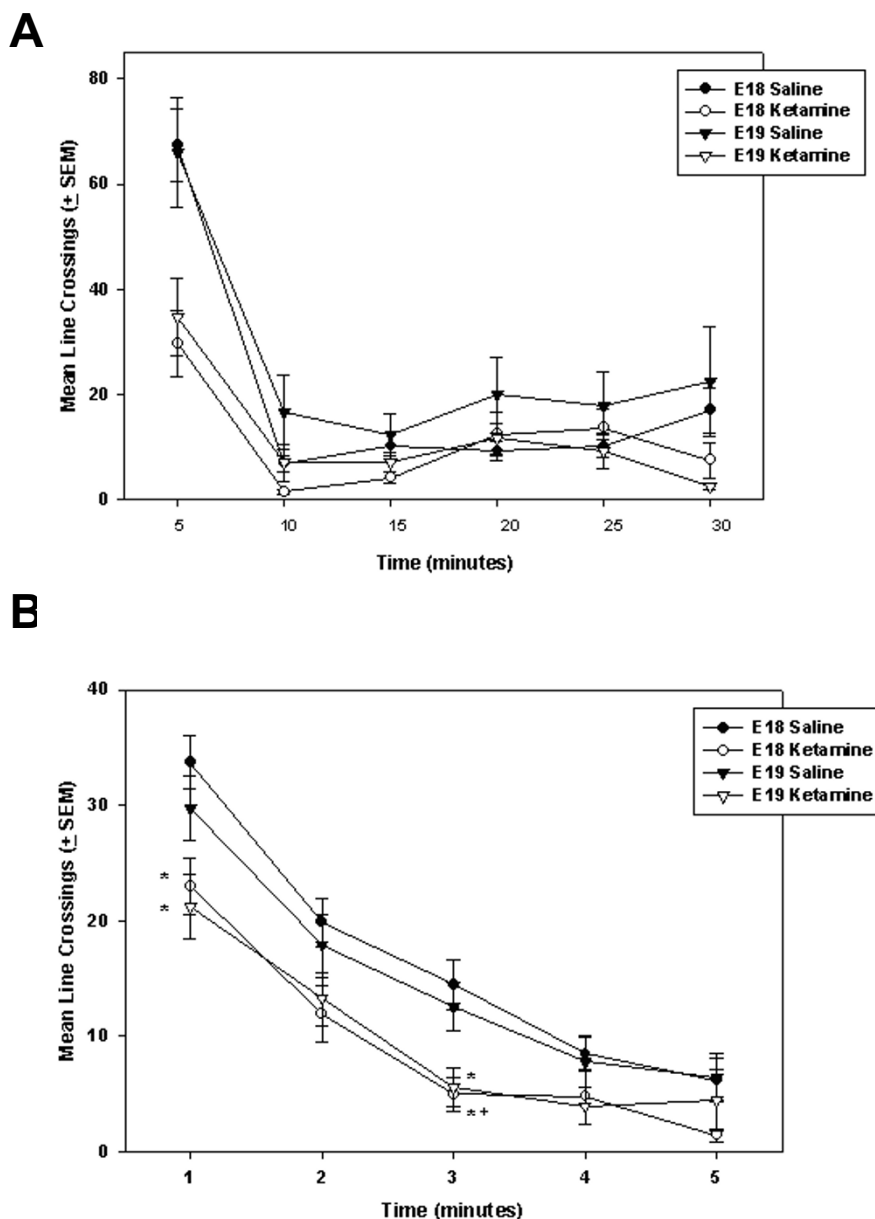 A
80
60
40
20
0
Mean Line Crossings (± SEM)
E18 Saline
E18 Ketamine
E19 Saline
E19 Ketamine
5 10 15 20 25 30
Time (minutes)
B
40
30
20
10
0
Mean Line Crossings (± SEM)
E18 Saline
E18 Ketamine
E19 Saline
E19 Ketamine
*
*
*
*+
1 2 3 4 5
Time (minutes)